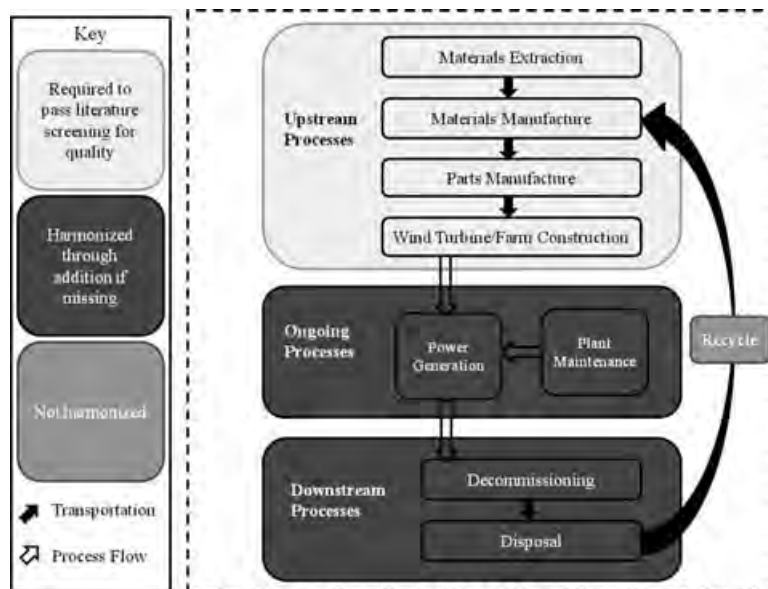 Key
Required to
pass literature
screening for
quality
Harmonized
through
addition if
missing
Not harmonized
Transportation
Process Flow
Upstream
Processes
Materials Extraction
Materials Manufacture
Parts Manufacture
Wind Turbine/Farm Construction
Ongoing
Processes
Power
Generation
Plant
Maintenance
Recycle
Downstream
Processes
Decommissioning
Disposal